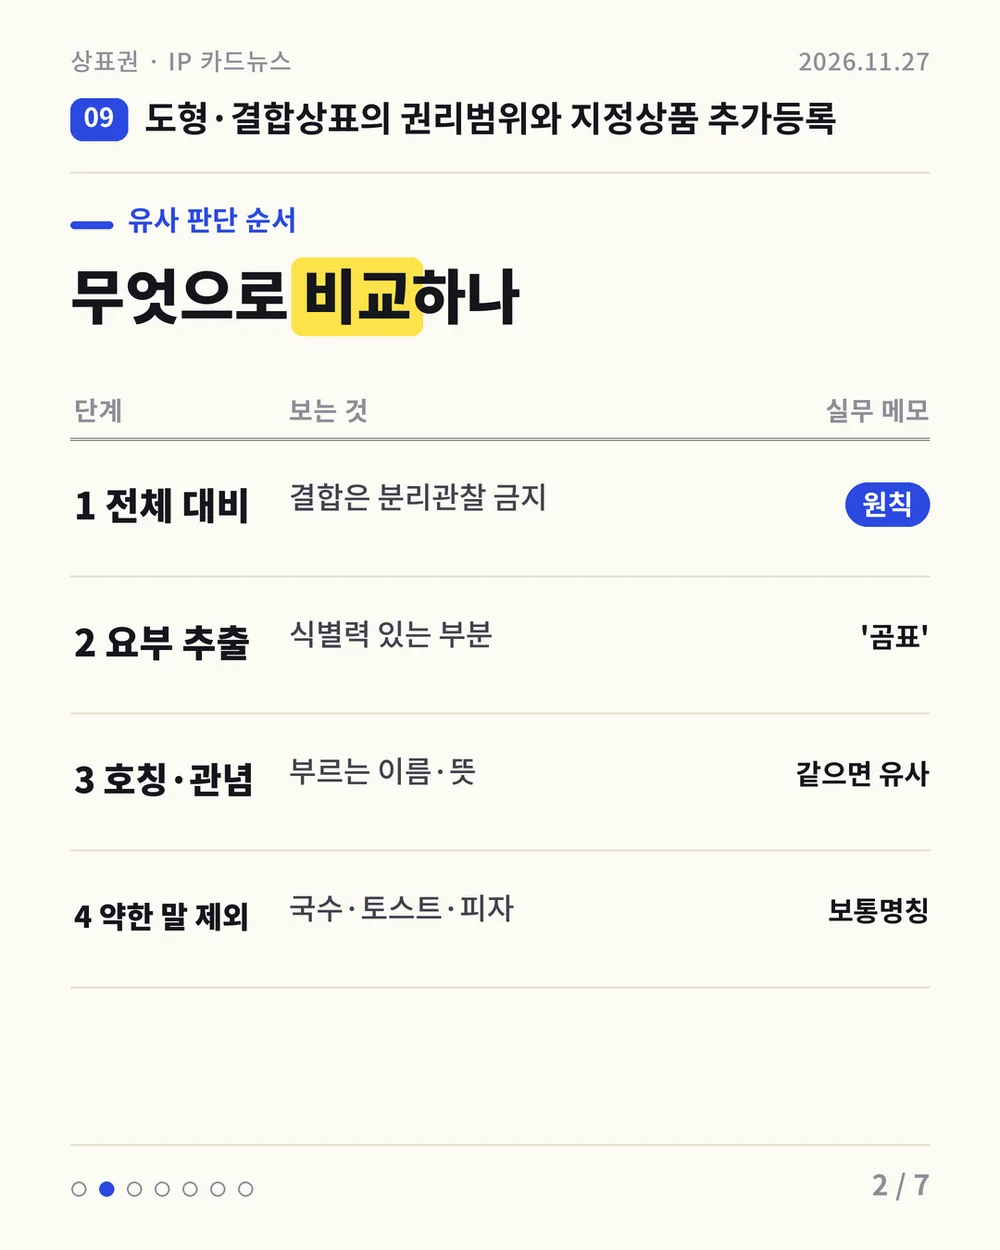 상표권 · IP 카드뉴스
2026.11.27
09 도형·결합상표의 권리범위와 지정상품 추가등록
유사 판단 순서
무엇으로 비교하나
단계 보는 것 실무 메모
1 전체 대비 결합은 분리관찰 금지 원칙
2 요부 추출 식별력 있는 부분 '곰표'
3 호칭·관념 부르는 이름·뜻 같으면 유사
4 약한 말 제외 국수·토스트·피자 보통명칭
2 / 7